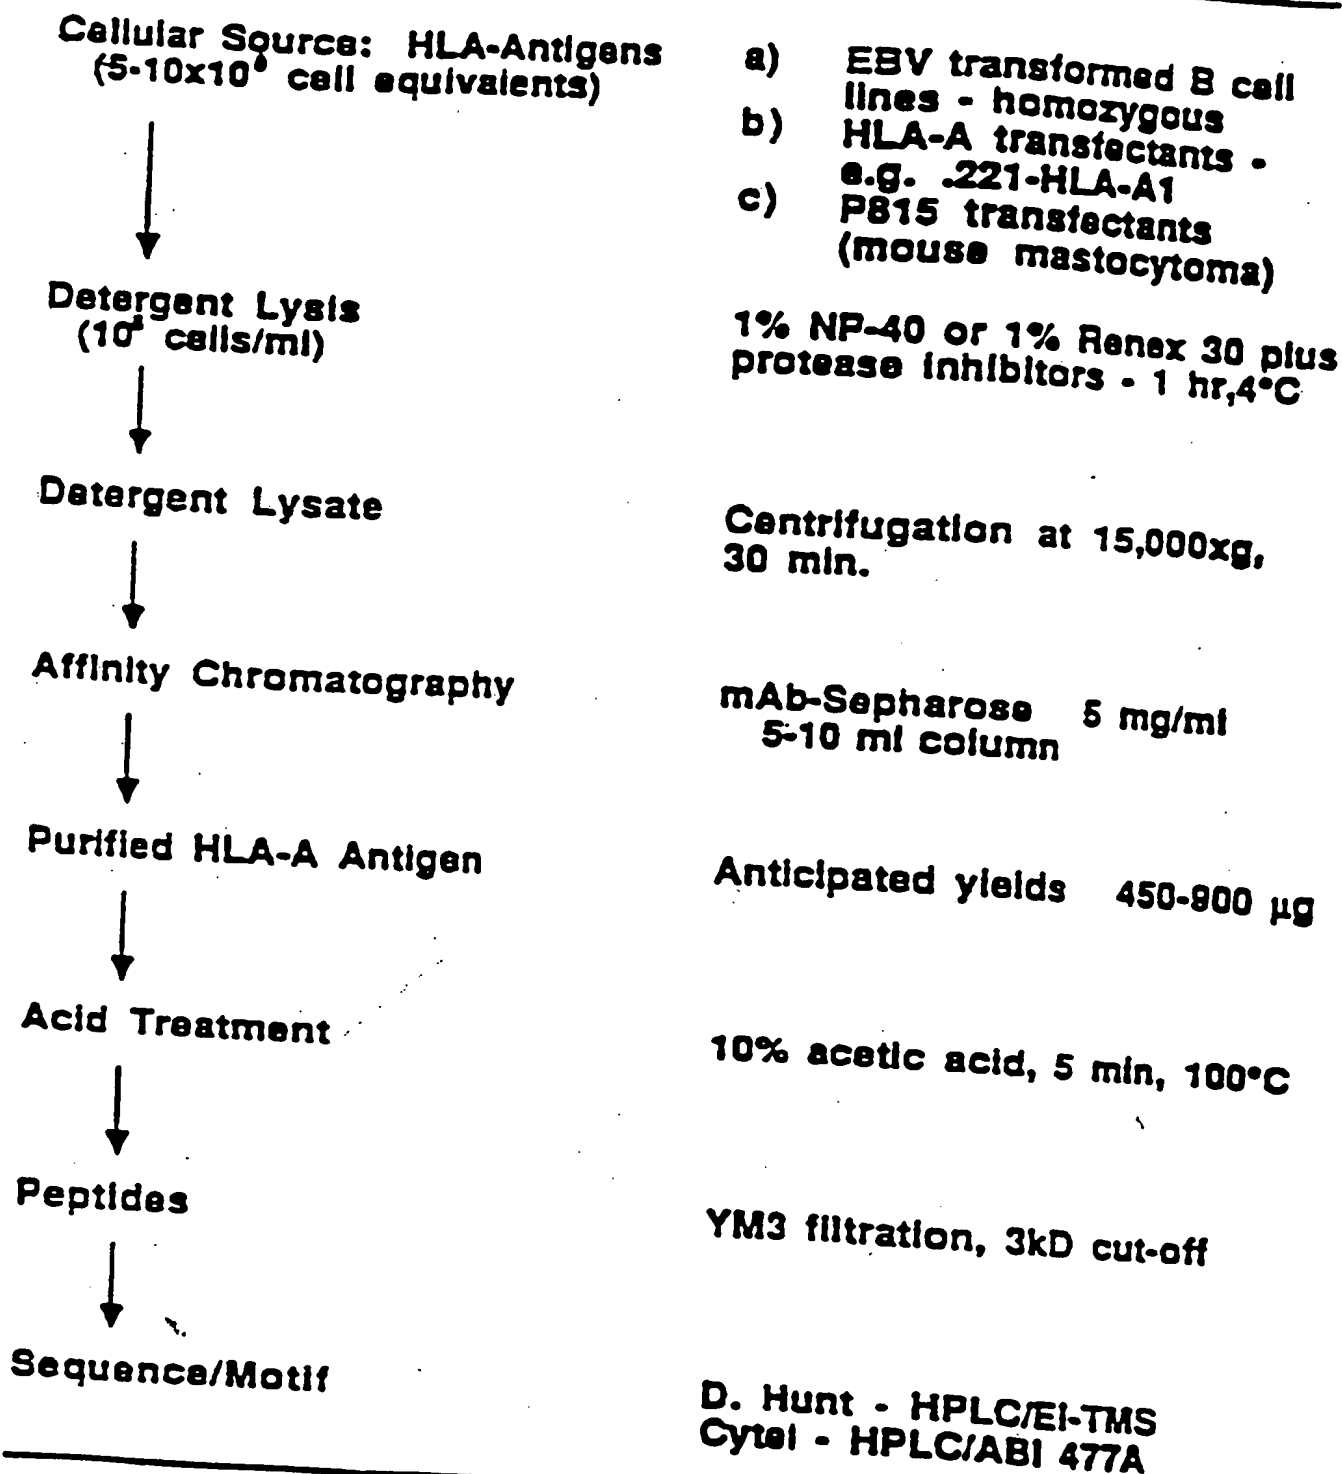 Cellular Source: HLA-Antigens
(5-10x10 cell equivalents)
a) EBV transformed B cell
lines - homozygous
b) HLA-A transfectants -
e.g. .221-HLA-A1
c) P815 transfectants
(mouse mastocytoma)
Detergent Lysis
(10 cells/ml)
1% NP-40 or 1% Renex 30 plus
protease inhibitors - 1 hr,4°C
Detergent Lysate
Centrifugation at 15,000xg,
30 min.
Affinity Chromatography
mAb-Sepharose 5 mg/ml
5-10 ml column
Purified HLA-A Antigen
Anticipated yields 450-900 µg
Acid Treatment
10% acetic acid, 5 min, 100°C
Peptides
YM3 filtration, 3kD cut-off
Sequence/Motif
D. Hunt - HPLC/EI-TMS
Cytel - HPLC/ABI 477A